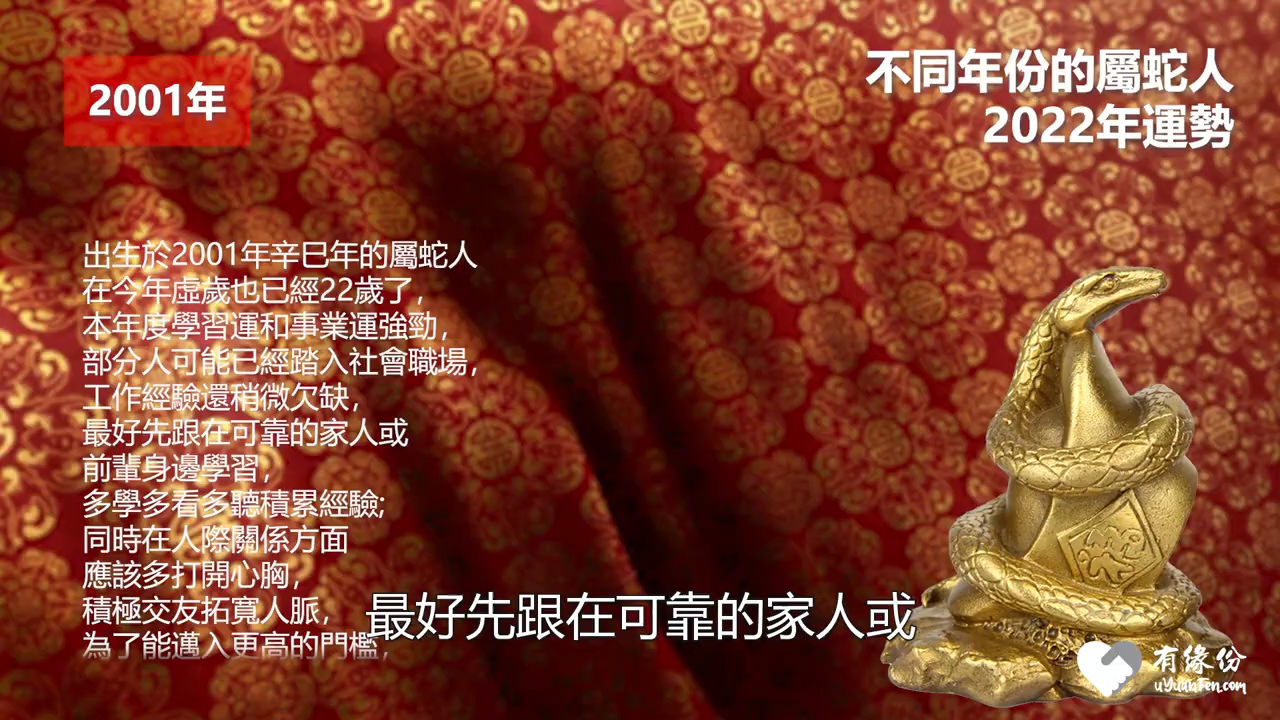 2001年
不同年份的屬蛇人
2022年運勢
出生於2001年辛巳年的屬蛇人
在今年虛歲也已經22歲了，
本年度學習運和事業運強勁，
部分人可能已經踏入社會職場，
工作經驗還稍微欠缺，
最好先跟在可靠的家人或
前輩身邊學習，
多學多看多聽積累經驗;
同時在人際關係方面
應該多打開心胸，
積極交友拓寬人脈，
為了能邁入更高的門檻，
最好先跟在可靠的家人或
有缘份
uYuanFen.com